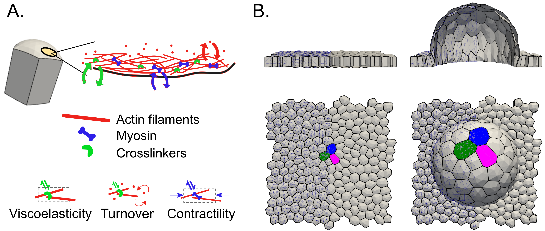 A.
B.
Actin filaments
Myosin
Crosslinkers
Viscoelasticity Turnover Contractility